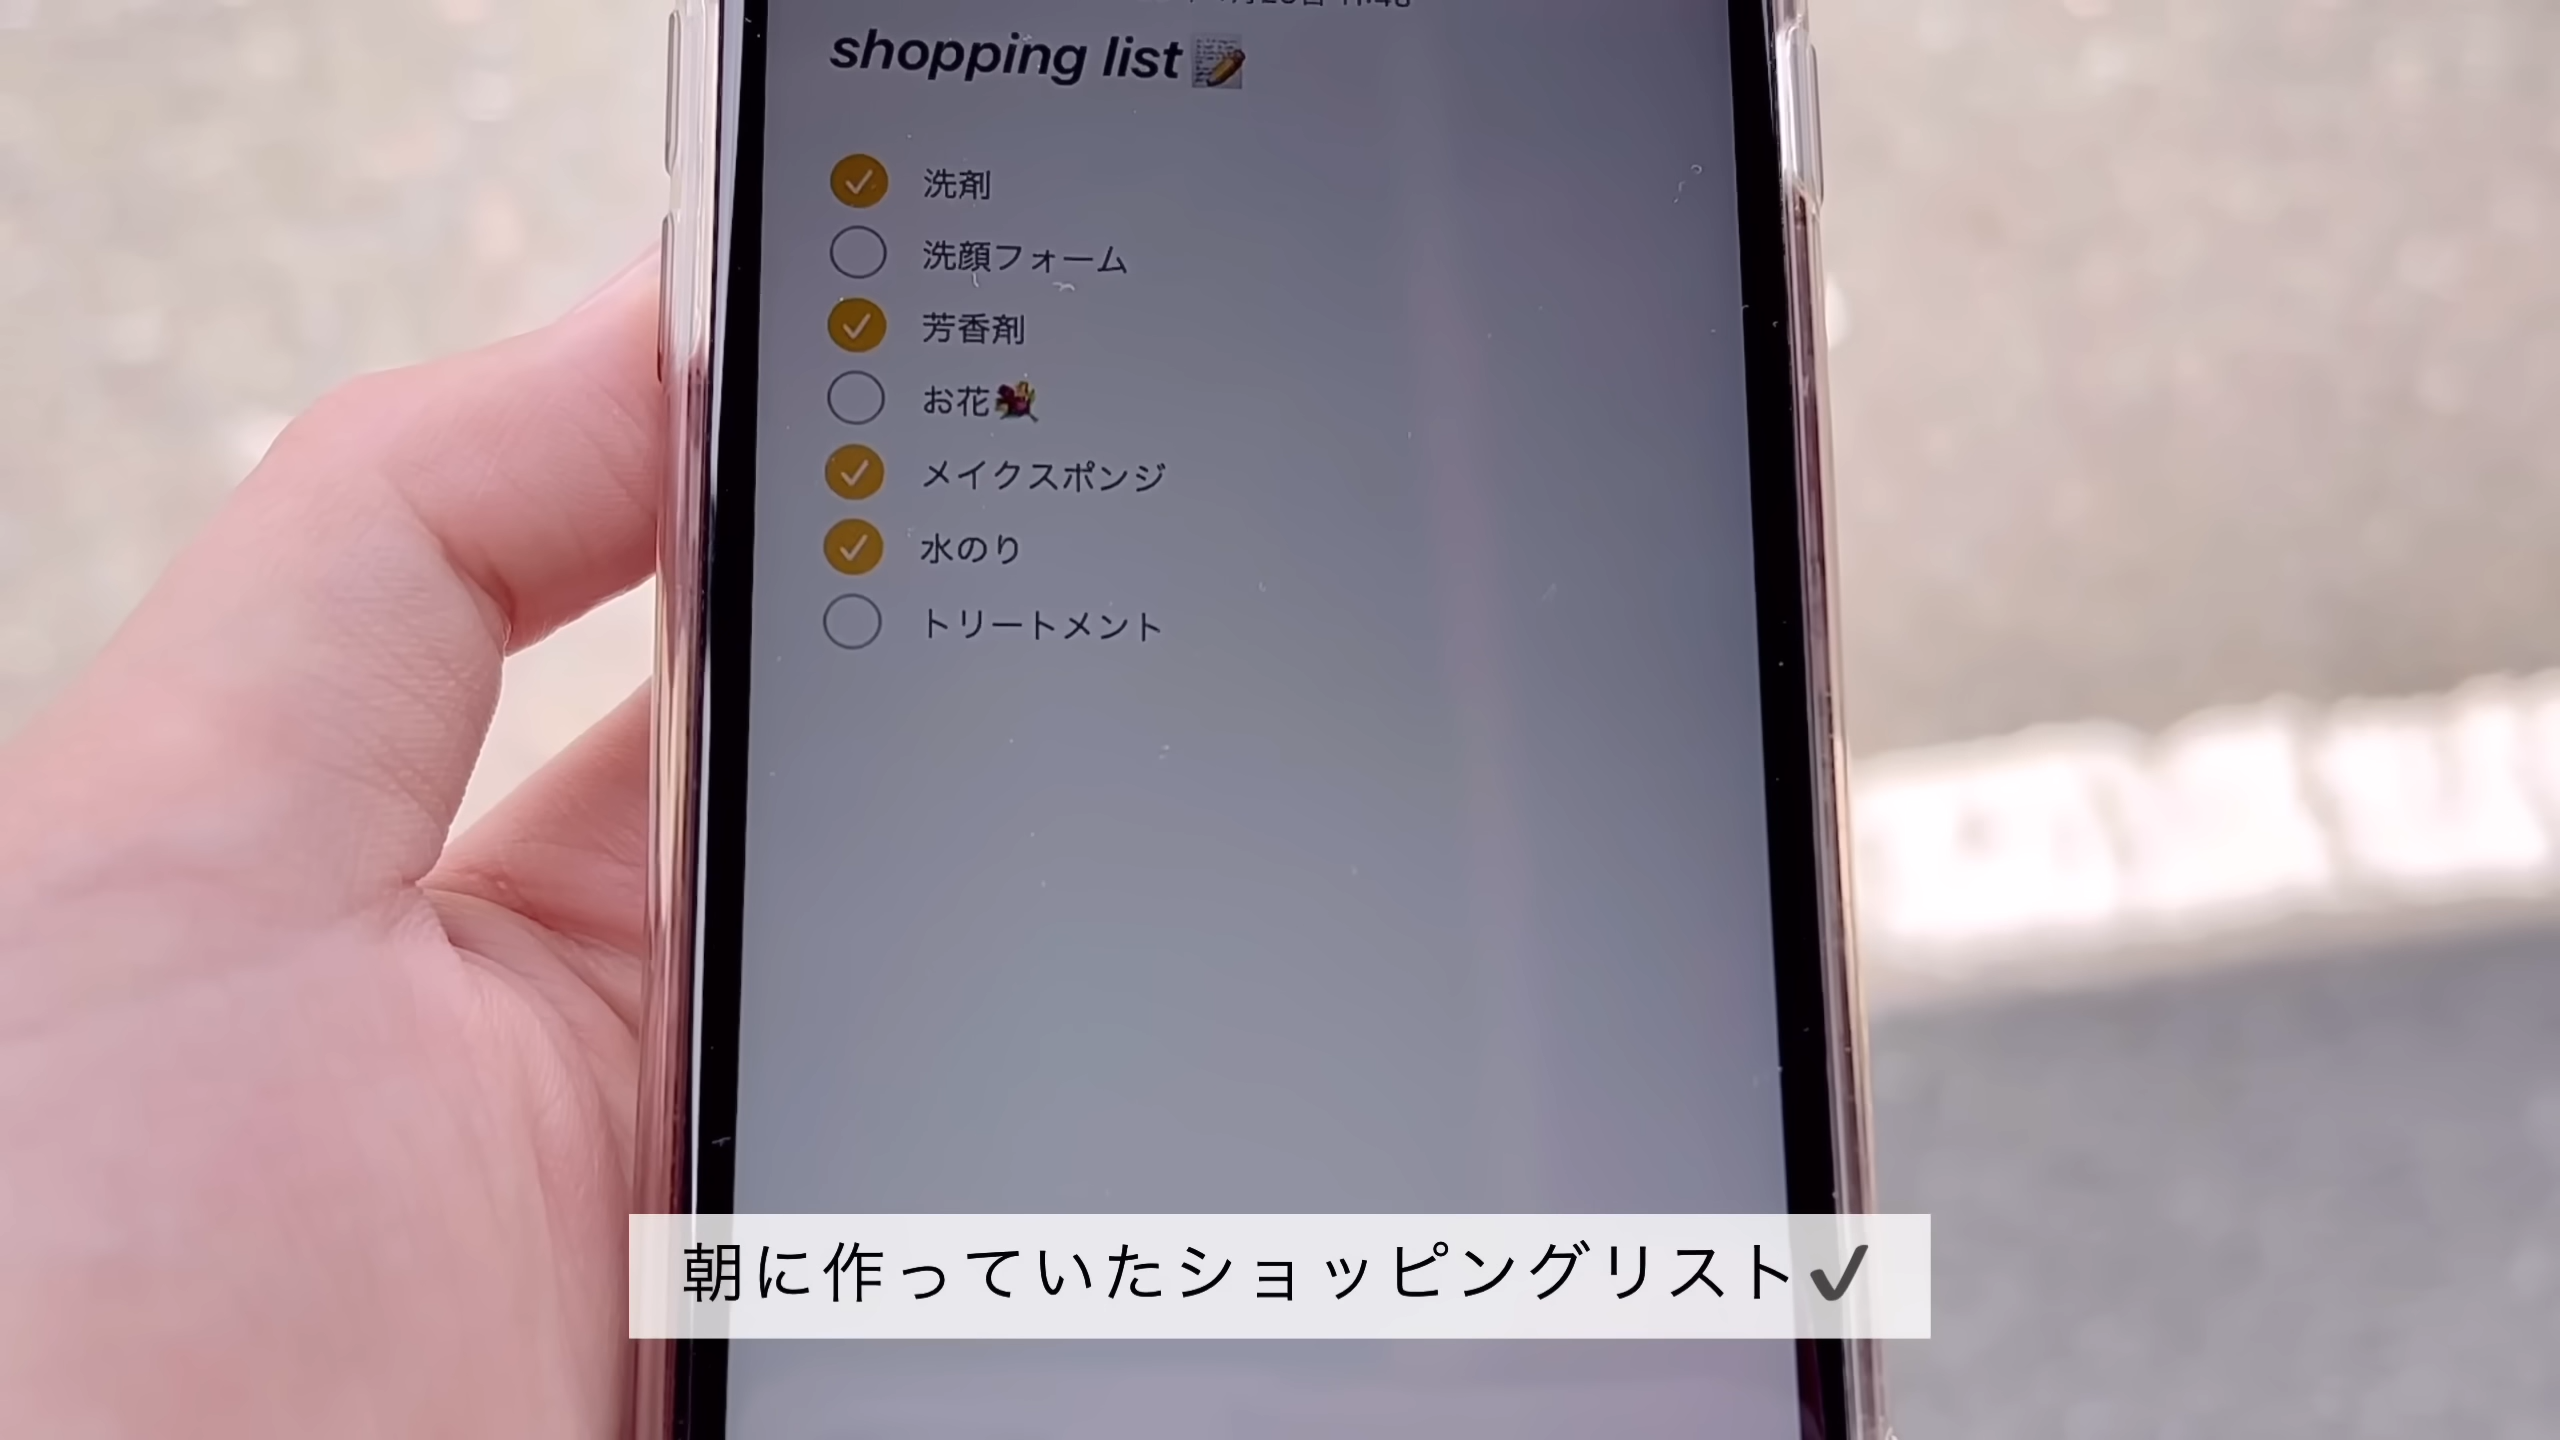 shopping list📝
洗剤
洗顔フォーム
芳香剤
お花💐
メイクスポンジ
水のり
トリートメント
朝に作っていたショッピングリスト✔